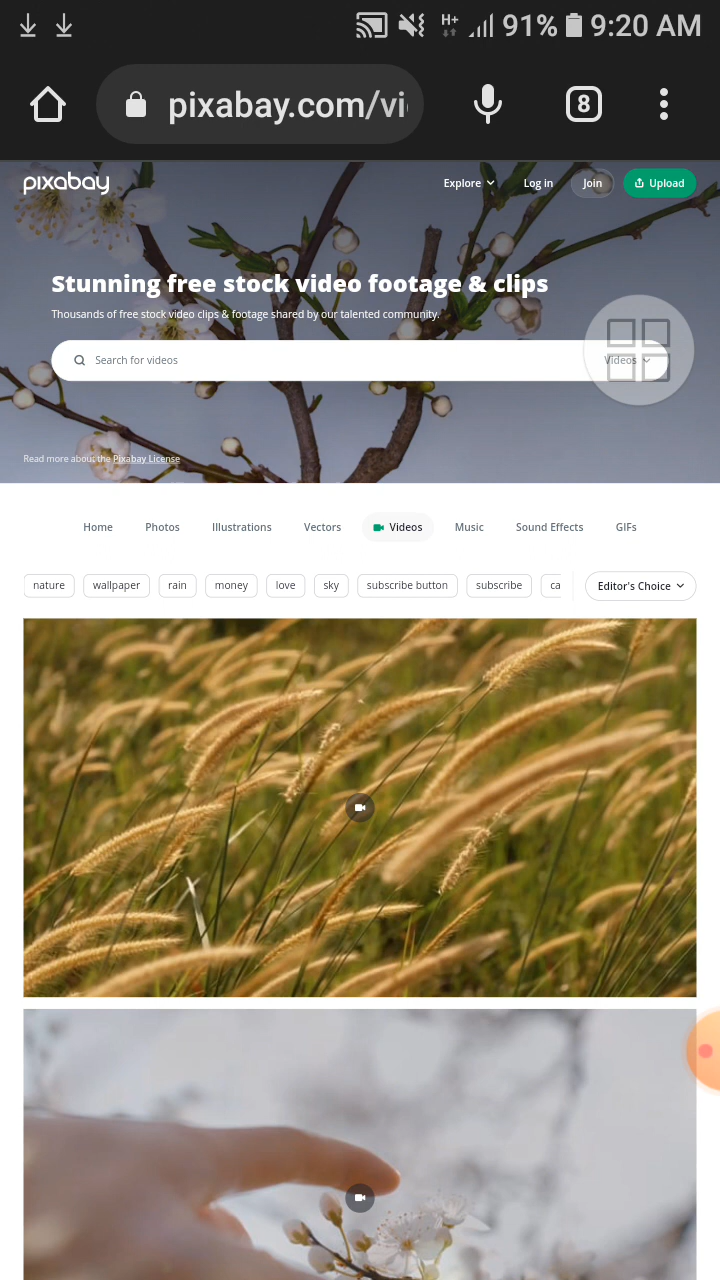 H+ 91% 9:20 AM
pixabay.com/vi
8
pixabay
Explore Log in Join Upload
Stunning free stock video footage & clips
Thousands of free stock video clips & footage shared by our talented community.
Search for videos Videos
Read more about the Pixabay License
Home Photos Illustrations Vectors Videos Music Sound Effects GIFs
nature wallpaper rain money love sky subscribe button subscribe ca Editor's Choice